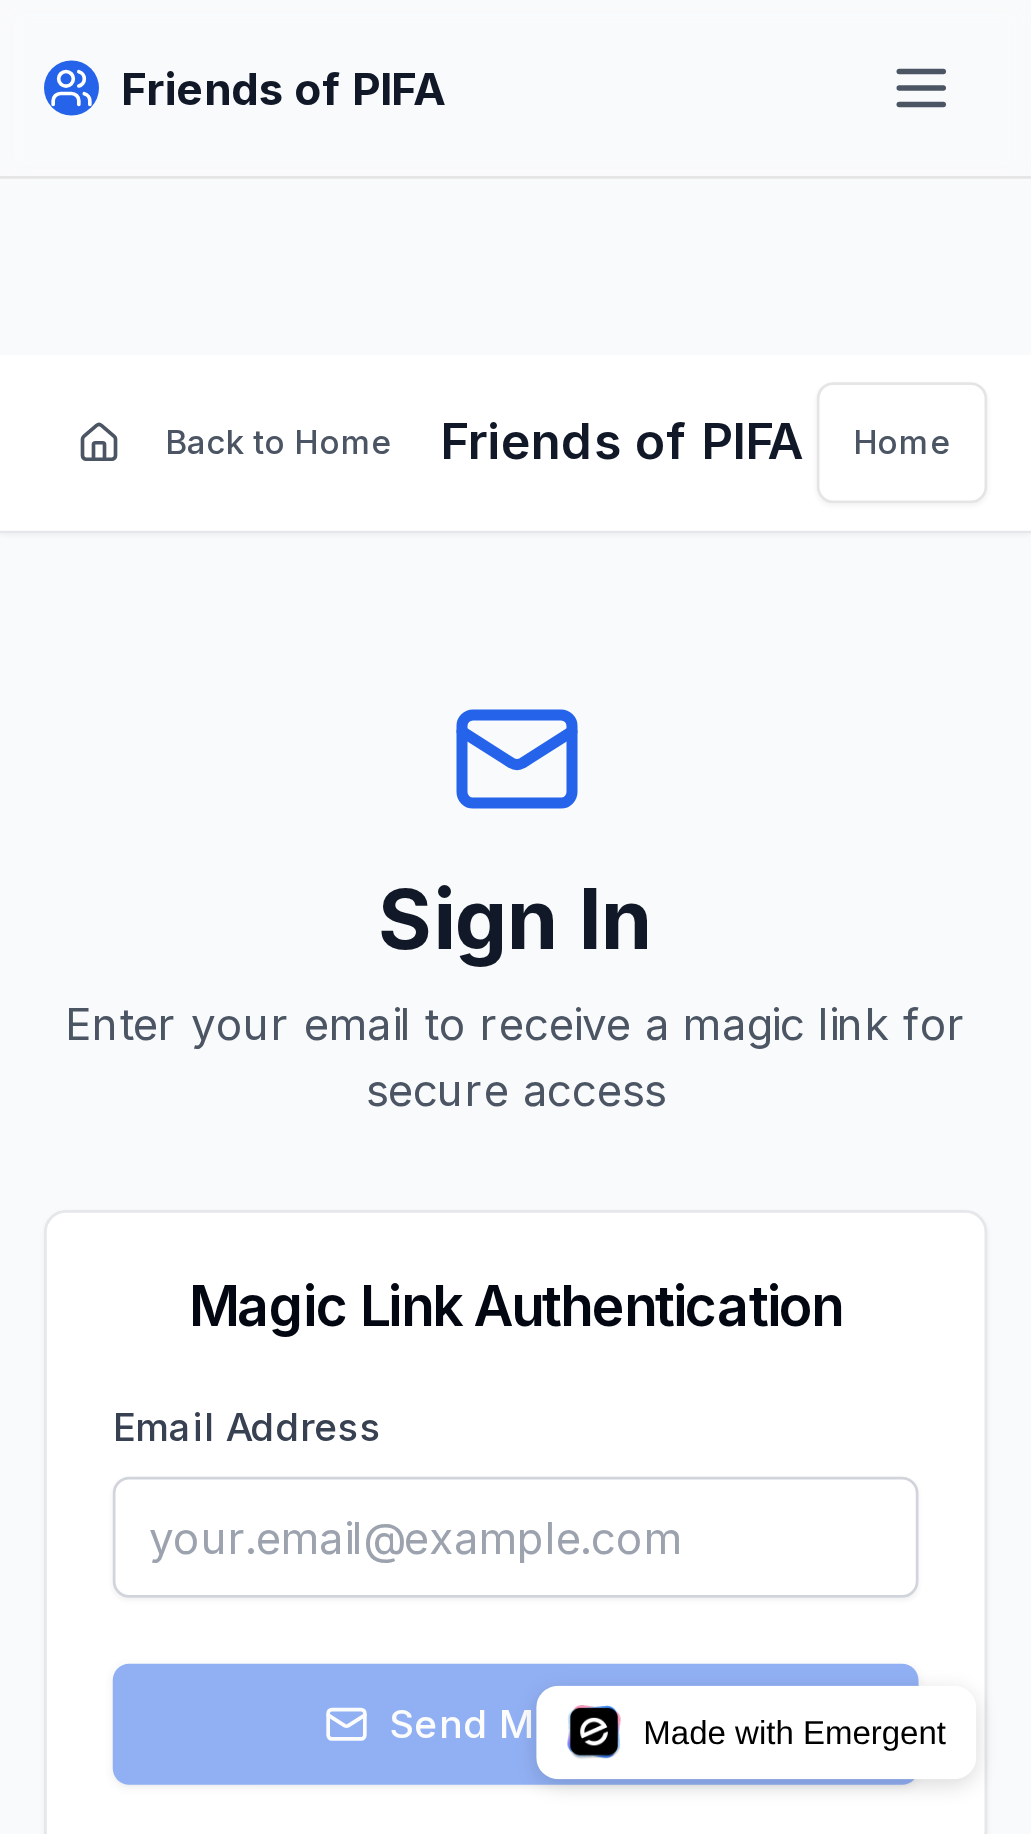 Friends of PIFA
Back to Home Friends of PIFA Home
Sign In
Enter your email to receive a magic link for
secure access
Magic Link Authentication
Email Address
your.email@example.com
Send M
Made with Emergent